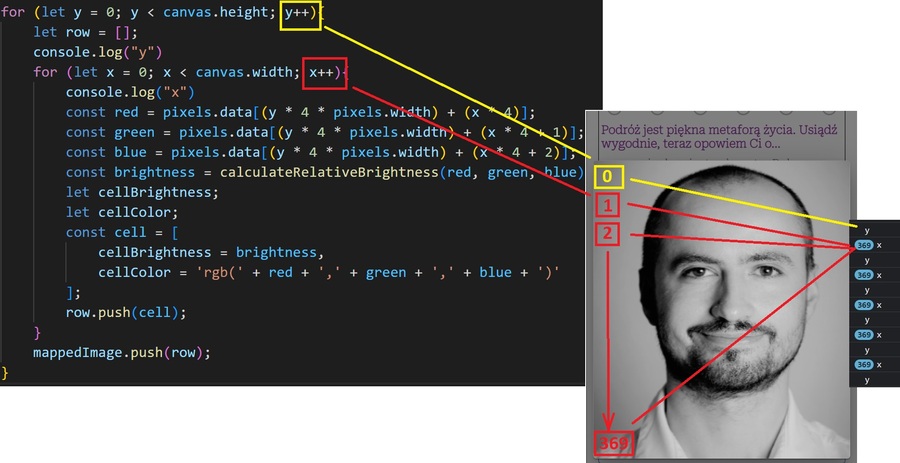 for (let y = 0; y < canvas.height; y++){
let row = [];
console.log("y")
for (let x = 0; x < canvas.width; x++){
console.log("x")
const red = pixels.data[(y * 4 * pixels.width) + (x * 4)];
const green = pixels.data[(y * 4 * pixels.width) + (x * 4 + 1)];
const blue = pixels.data[(y * 4 * pixels.width) + (x * 4 + 2)];
const brightness = calculateRelativeBrightness(red, green, blue)
let cellBrightness;
let cellColor;
const cell = [
cellBrightness = brightness,
cellColor = 'rgb(' + red + ',' + green + ',' + blue + ')'
];
row.push(cell);
}
mappedImage.push(row);
}
Podróż jest piękna metaforą życia. Usiądź
wygodnie, teraz opowiem Ci o...
0
1
2
369
y
369 x
y
369 x
y
369 x
y
369 x
y
369 x
y